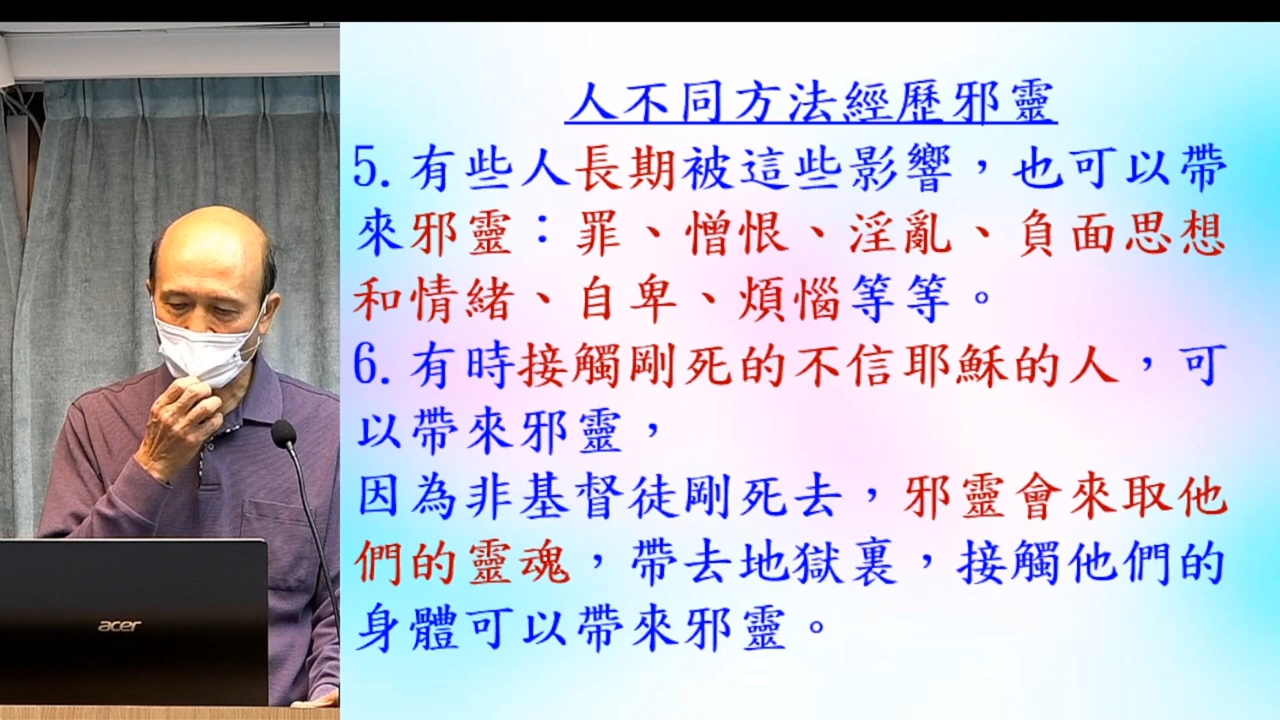 人不同方法經歷邪靈
5.有些人長期被這些影響，也可以帶
來邪靈：罪、憎恨、淫亂、負面思想
和情緒、自卑、煩惱等等。
6.有時接觸剛死的不信耶穌的人，可
以帶來邪靈，
因為非基督徒剛死去，邪靈會來取他
們的靈魂，帶去地獄裏，接觸他們的
身體可以帶來邪靈。
acer